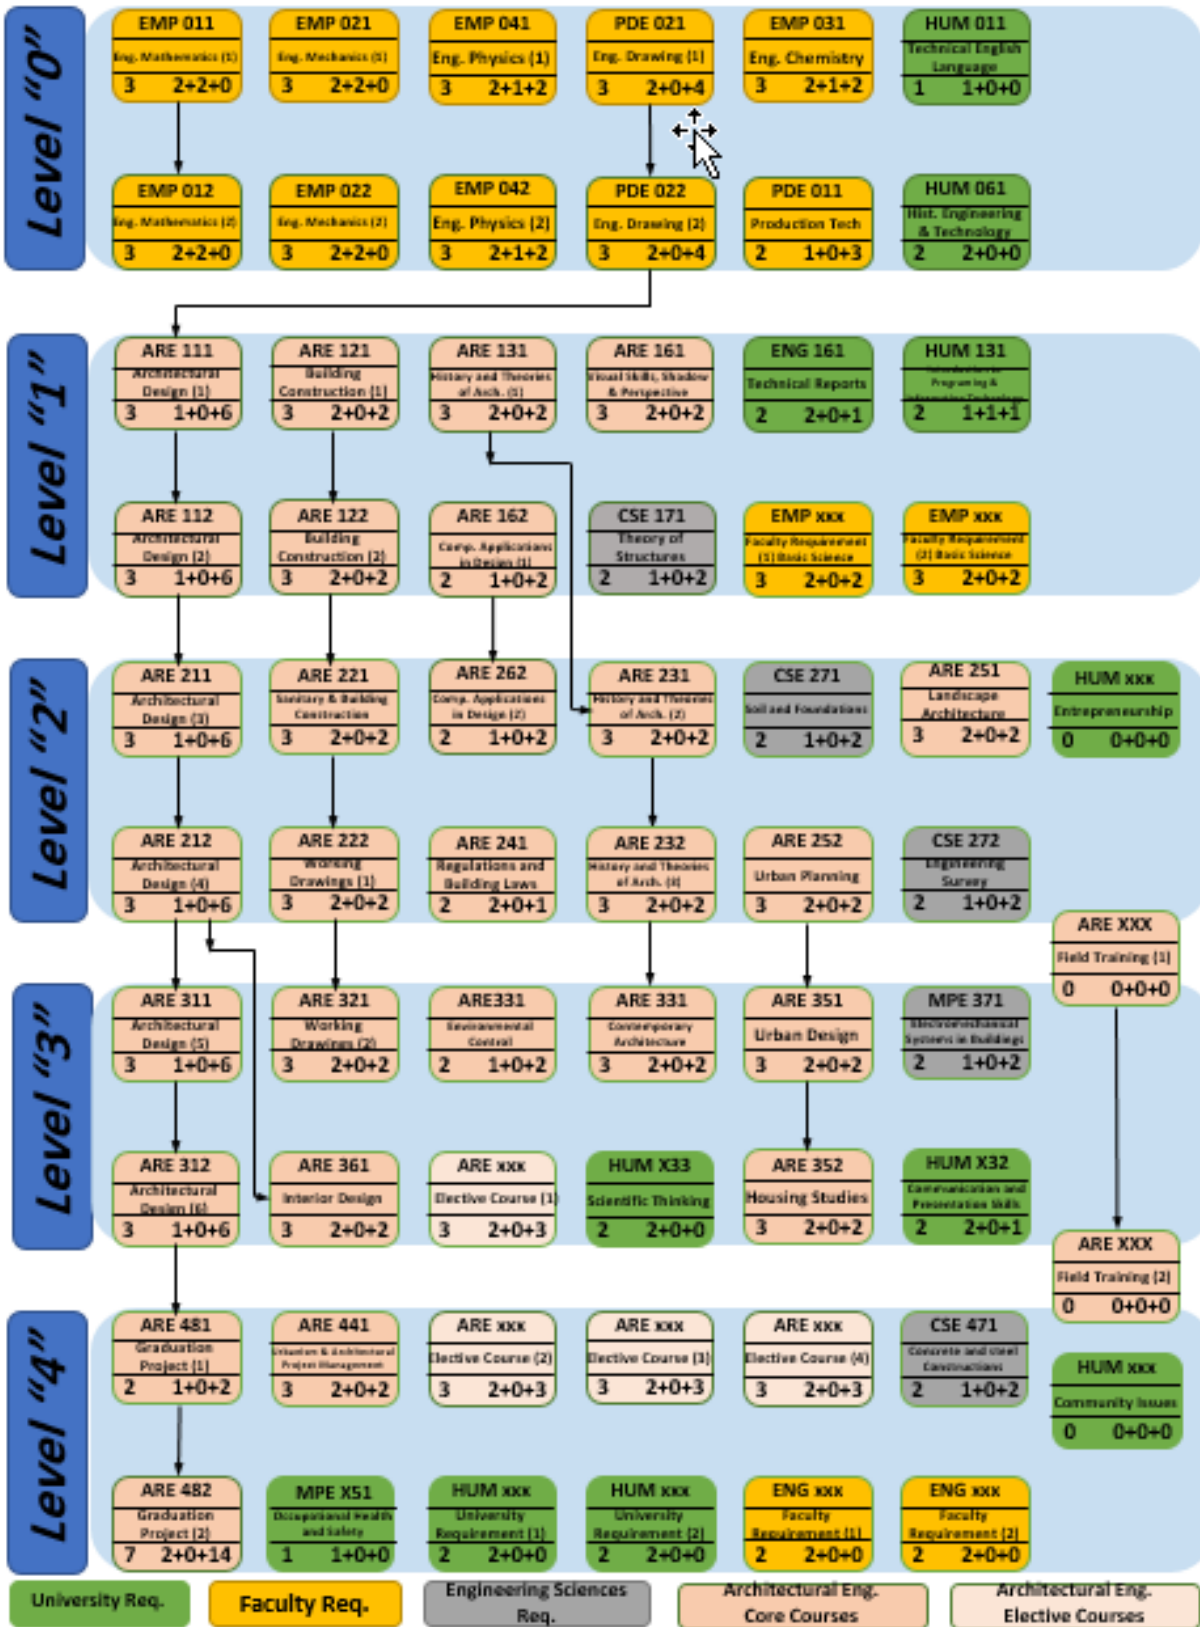 Level "0"
EMP 011
Eng. Mathematics (1)
3 2+2+0
EMP 021
Eng. Mechanics (1)
3 2+2+0
EMP 041
Eng. Physics (1)
3 2+1+2
PDE 021
Eng. Drawing (1)
3 2+0+4
EMP 031
Eng. Chemistry
3 2+1+2
HUM 011
Technical English
Language
1 1+0+0
EMP 012
Eng. Mathematics (2)
3 2+2+0
EMP 022
Eng. Mechanics (2)
3 2+2+0
EMP 042
Eng. Physics (2)
3 2+1+2
PDE 022
Eng. Drawing (2)
3 2+0+4
PDE 011
Production Tech
2 1+0+3
HUM 061
Hist. Engineering
& Technology
2 2+0+0
Level "1"
ARE 111
Architectural
Design (1)
3 1+0+6
ARE 121
Building
Construction (1)
3 2+0+2
ARE 131
History and Theories
of Arch. (1)
3 2+0+2
ARE 161
Visual Skills, Shadow
& Perspective
3 2+0+2
ENG 161
Technical Reports
2 2+0+1
HUM 131
Introduction to
Programing &
Information Technology
2 1+1+1
ARE 112
Architectural
Design (2)
3 1+0+6
ARE 122
Building
Construction (2)
3 2+0+2
ARE 162
Comp. Applications
in Design (1)
2 1+0+2
CSE 171
Theory of
Structures
2 1+0+2
EMP xxx
Faculty Requirement
(1) Basic Science
3 2+0+2
EMP xxx
Faculty Requirement
(2) Basic Science
3 2+0+2
Level "2"
ARE 211
Architectural
Design (3)
3 1+0+6
ARE 221
Sanitary & Building
Construction
3 2+0+2
ARE 262
Comp. Applications
in Design (2)
2 1+0+2
ARE 231
History and Theories
of Arch. (2)
3 2+0+2
CSE 271
Soil and Foundations
2 1+0+2
ARE 251
Landscape
Architecture
3 2+0+2
HUM xxx
Entrepreneurship
0 0+0+0
ARE 212
Architectural
Design (4)
3 1+0+6
ARE 222
Working
Drawings (1)
3 2+0+2
ARE 241
Regulations and
Building Laws
2 2+0+1
ARE 232
History and Theories
of Arch. (3)
3 2+0+2
ARE 252
Urban Planning
3 2+0+2
CSE 272
Engineering
Survey
2 1+0+2
ARE XXX
Field Training (1)
0 0+0+0
Level "3"
ARE 311
Architectural
Design (5)
3 1+0+6
ARE 321
Working
Drawings (2)
3 2+0+2
ARE331
Environmental
Control
2 1+0+2
ARE 331
Contemporary
Architecture
3 2+0+2
ARE 351
Urban Design
3 2+0+2
MPE 371
Electromechanical
Systems in Buildings
2 1+0+2
ARE 312
Architectural
Design (6)
3 1+0+6
ARE 361
Interior Design
3 2+0+2
ARE xxx
Elective Course (1)
3 2+0+3
HUM X33
Scientific Thinking
2 2+0+0
ARE 352
Housing Studies
3 2+0+2
HUM X32
Communication and
Presentation Skills
2 2+0+1
ARE XXX
Field Training (2)
0 0+0+0
Level "4"
ARE 481
Graduation
Project (1)
2 1+0+2
ARE 441
Urbanism & Architectural
Project Management
3 2+0+2
ARE xxx
Elective Course (2)
3 2+0+3
ARE xxx
Elective Course (3)
3 2+0+3
ARE xxx
Elective Course (4)
3 2+0+3
CSE 471
Concrete and Steel
Constructions
2 1+0+2
HUM xxx
Community Issues
0 0+0+0
ARE 482
Graduation
Project (2)
7 2+0+14
MPE X51
Occupational Health
and Safety
1 1+0+0
HUM xxx
University
Requirement (1)
2 2+0+0
HUM xxx
University
Requirement (2)
2 2+0+0
ENG xxx
Faculty
Requirement (1)
2 2+0+0
ENG xxx
Faculty
Requirement (2)
2 2+0+0
University Req.
Faculty Req.
Engineering Sciences
Req.
Architectural Eng.
Core Courses
Architectural Eng.
Elective Courses